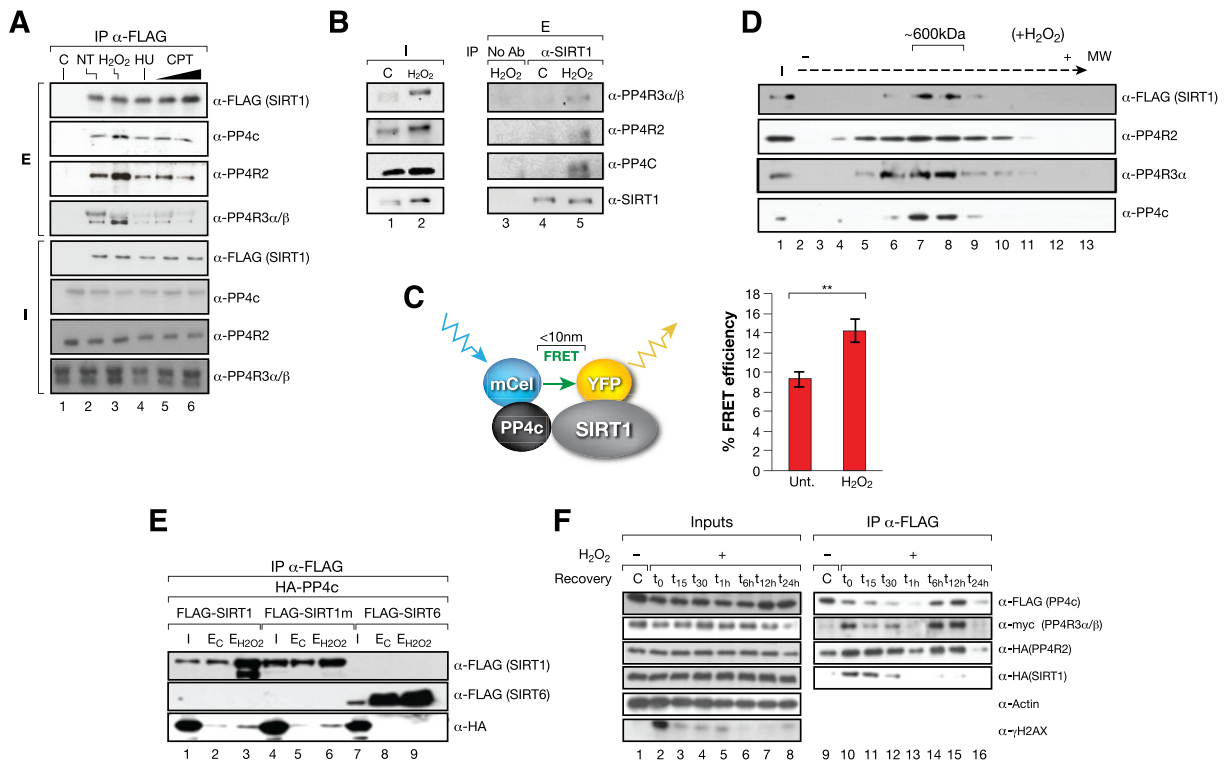 A
IP α-FLAG
C NT H₂O₂ HU CPT
E
α-FLAG (SIRT1)
α-PP4c
α-PP4R2
α-PP4R3α/β
I
α-FLAG (SIRT1)
α-PP4c
α-PP4R2
α-PP4R3α/β
1 2 3 4 5 6
B
I
E
IP No Ab α-SIRT1
C H₂O₂ H₂O₂ C H₂O₂
α-PP4R3α/β
α-PP4R2
α-PP4C
α-SIRT1
1 2 3 4 5
D
~600kDa (+H₂O₂)
I – + MW
α-FLAG (SIRT1)
α-PP4R2
α-PP4R3α
α-PP4c
1 2 3 4 5 6 7 8 9 10 11 12 13
C
<10nm
FRET
mCel YFP
PP4c SIRT1
% FRET efficiency
18
16
14
12
10
8
6
4
2
0
**
Unt. H₂O₂
E
IP α-FLAG
HA-PP4c
FLAG-SIRT1 FLAG-SIRT1m FLAG-SIRT6
I EC EH2O2 I EC EH2O2 I EC EH2O2
α-FLAG (SIRT1)
α-FLAG (SIRT6)
α-HA
1 2 3 4 5 6 7 8 9
F
Inputs IP α-FLAG
H₂O₂ – + – +
Recovery C t0 t15 t30 t1h t6h t12h t24h C t0 t15 t30 t1h t6h t12h t24h
α-FLAG (PP4c)
α-myc (PP4R3α/β)
α-HA(PP4R2)
α-HA(SIRT1)
α-Actin
α-γH2AX
1 2 3 4 5 6 7 8 9 10 11 12 13 14 15 16